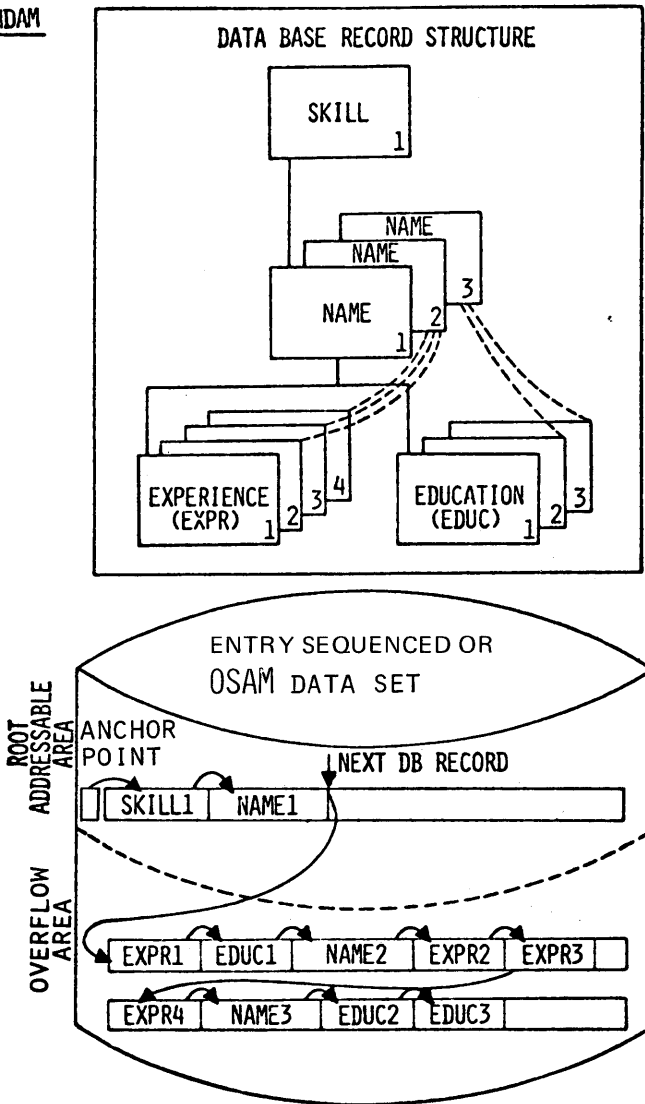 HDAM
DATA BASE RECORD STRUCTURE
SKILL
1
NAME
3
NAME
2
NAME
1
EXPERIENCE
(EXPR)
1
2
3
4
EDUCATION
(EDUC)
1
2
3
ENTRY SEQUENCED OR
OSAM DATA SET
ROOT
ADDRESSABLE
AREA
ANCHOR
POINT
NEXT DB RECORD
SKILL1 NAME1
OVERFLOW
AREA
EXPR1 EDUC1 NAME2 EXPR2 EXPR3
EXPR4 NAME3 EDUC2 EDUC3